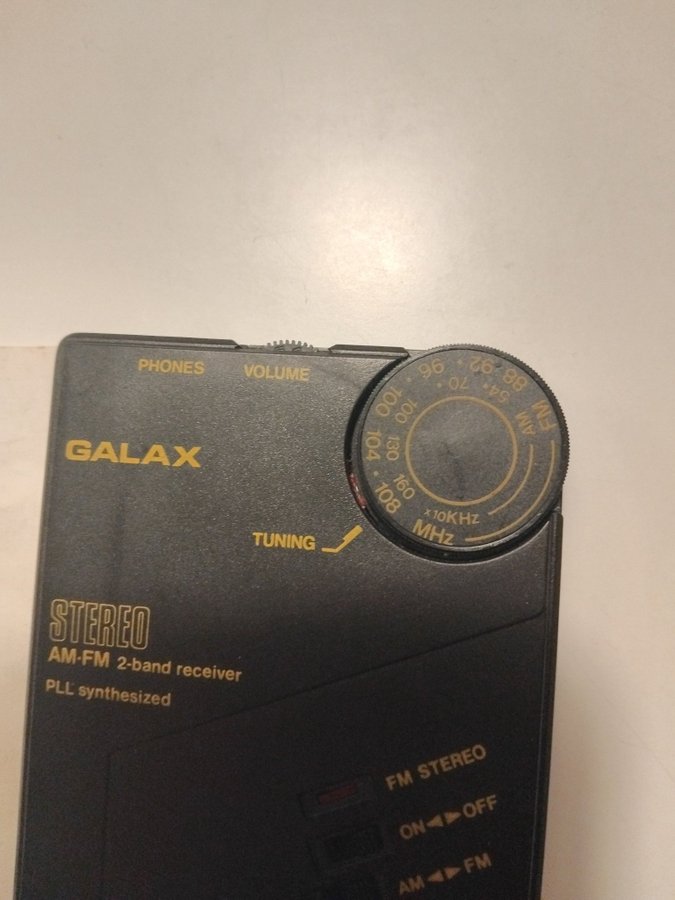 PHONES VOLUME
GALAX
FM 88 • 92 • 96 • 100 • 104 • 108 MHz
AM 54 • 70 • 100 130 160 x10KHz
TUNING
STEREO
AM-FM 2-band receiver
PLL synthesized
FM STEREO
ON◀▶OFF
AM◀▶FM